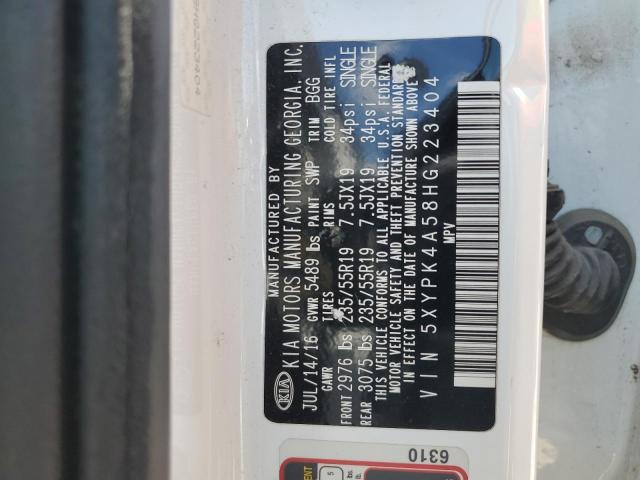 MANUFACTURED BY
KIA KIA MOTORS MANUFACTURING GEORGIA, INC.
JUL/14/16 GVWR 5489 lbs PAINT SWP TRIM BGG
GAWR TIRES RIMS COLD TIRE INFL
FRONT 2976 lbs 235/55R19 7.5JX19 34psi SINGLE
REAR 3075 lbs 235/55R19 7.5JX19 34psi SINGLE
THIS VEHICLE CONFORMS TO ALL APPLICABLE U.S.A. FEDERAL
MOTOR VEHICLE SAFETY AND THEFT PREVENTION STANDARDS
IN EFFECT ON THE DATE OF MANUFACTURE SHOWN ABOVE
VIN 5XYPK4A58HG223404
MPV
6310
5